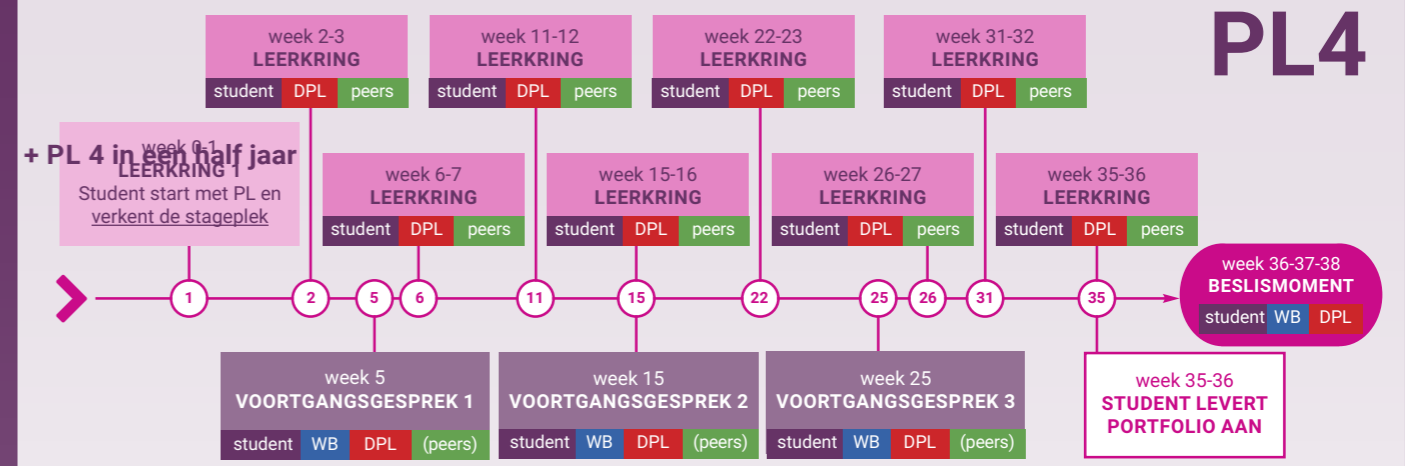 PL4
week 2-3
LEERKRING
student DPL peers
week 11-12
LEERKRING
student DPL peers
week 22-23
LEERKRING
student DPL peers
week 31-32
LEERKRING
student DPL peers
+ PL 4 in een half jaar
week 0-1
LEERKRING 1
Student start met PL en
verkent de stageplek
week 6-7
LEERKRING
student DPL peers
week 15-16
LEERKRING
student DPL peers
week 26-27
LEERKRING
student DPL peers
week 35-36
LEERKRING
student DPL peers
1 2 5 6 11 15 22 25 26 31 35
week 36-37-38
BESLISMOMENT
student WB DPL
week 5
VOORTGANGSGESPREK 1
student WB DPL (peers)
week 15
VOORTGANGSGESPREK 2
student WB DPL (peers)
week 25
VOORTGANGSGESPREK 3
student WB DPL (peers)
week 35-36
STUDENT LEVERT
PORTFOLIO AAN